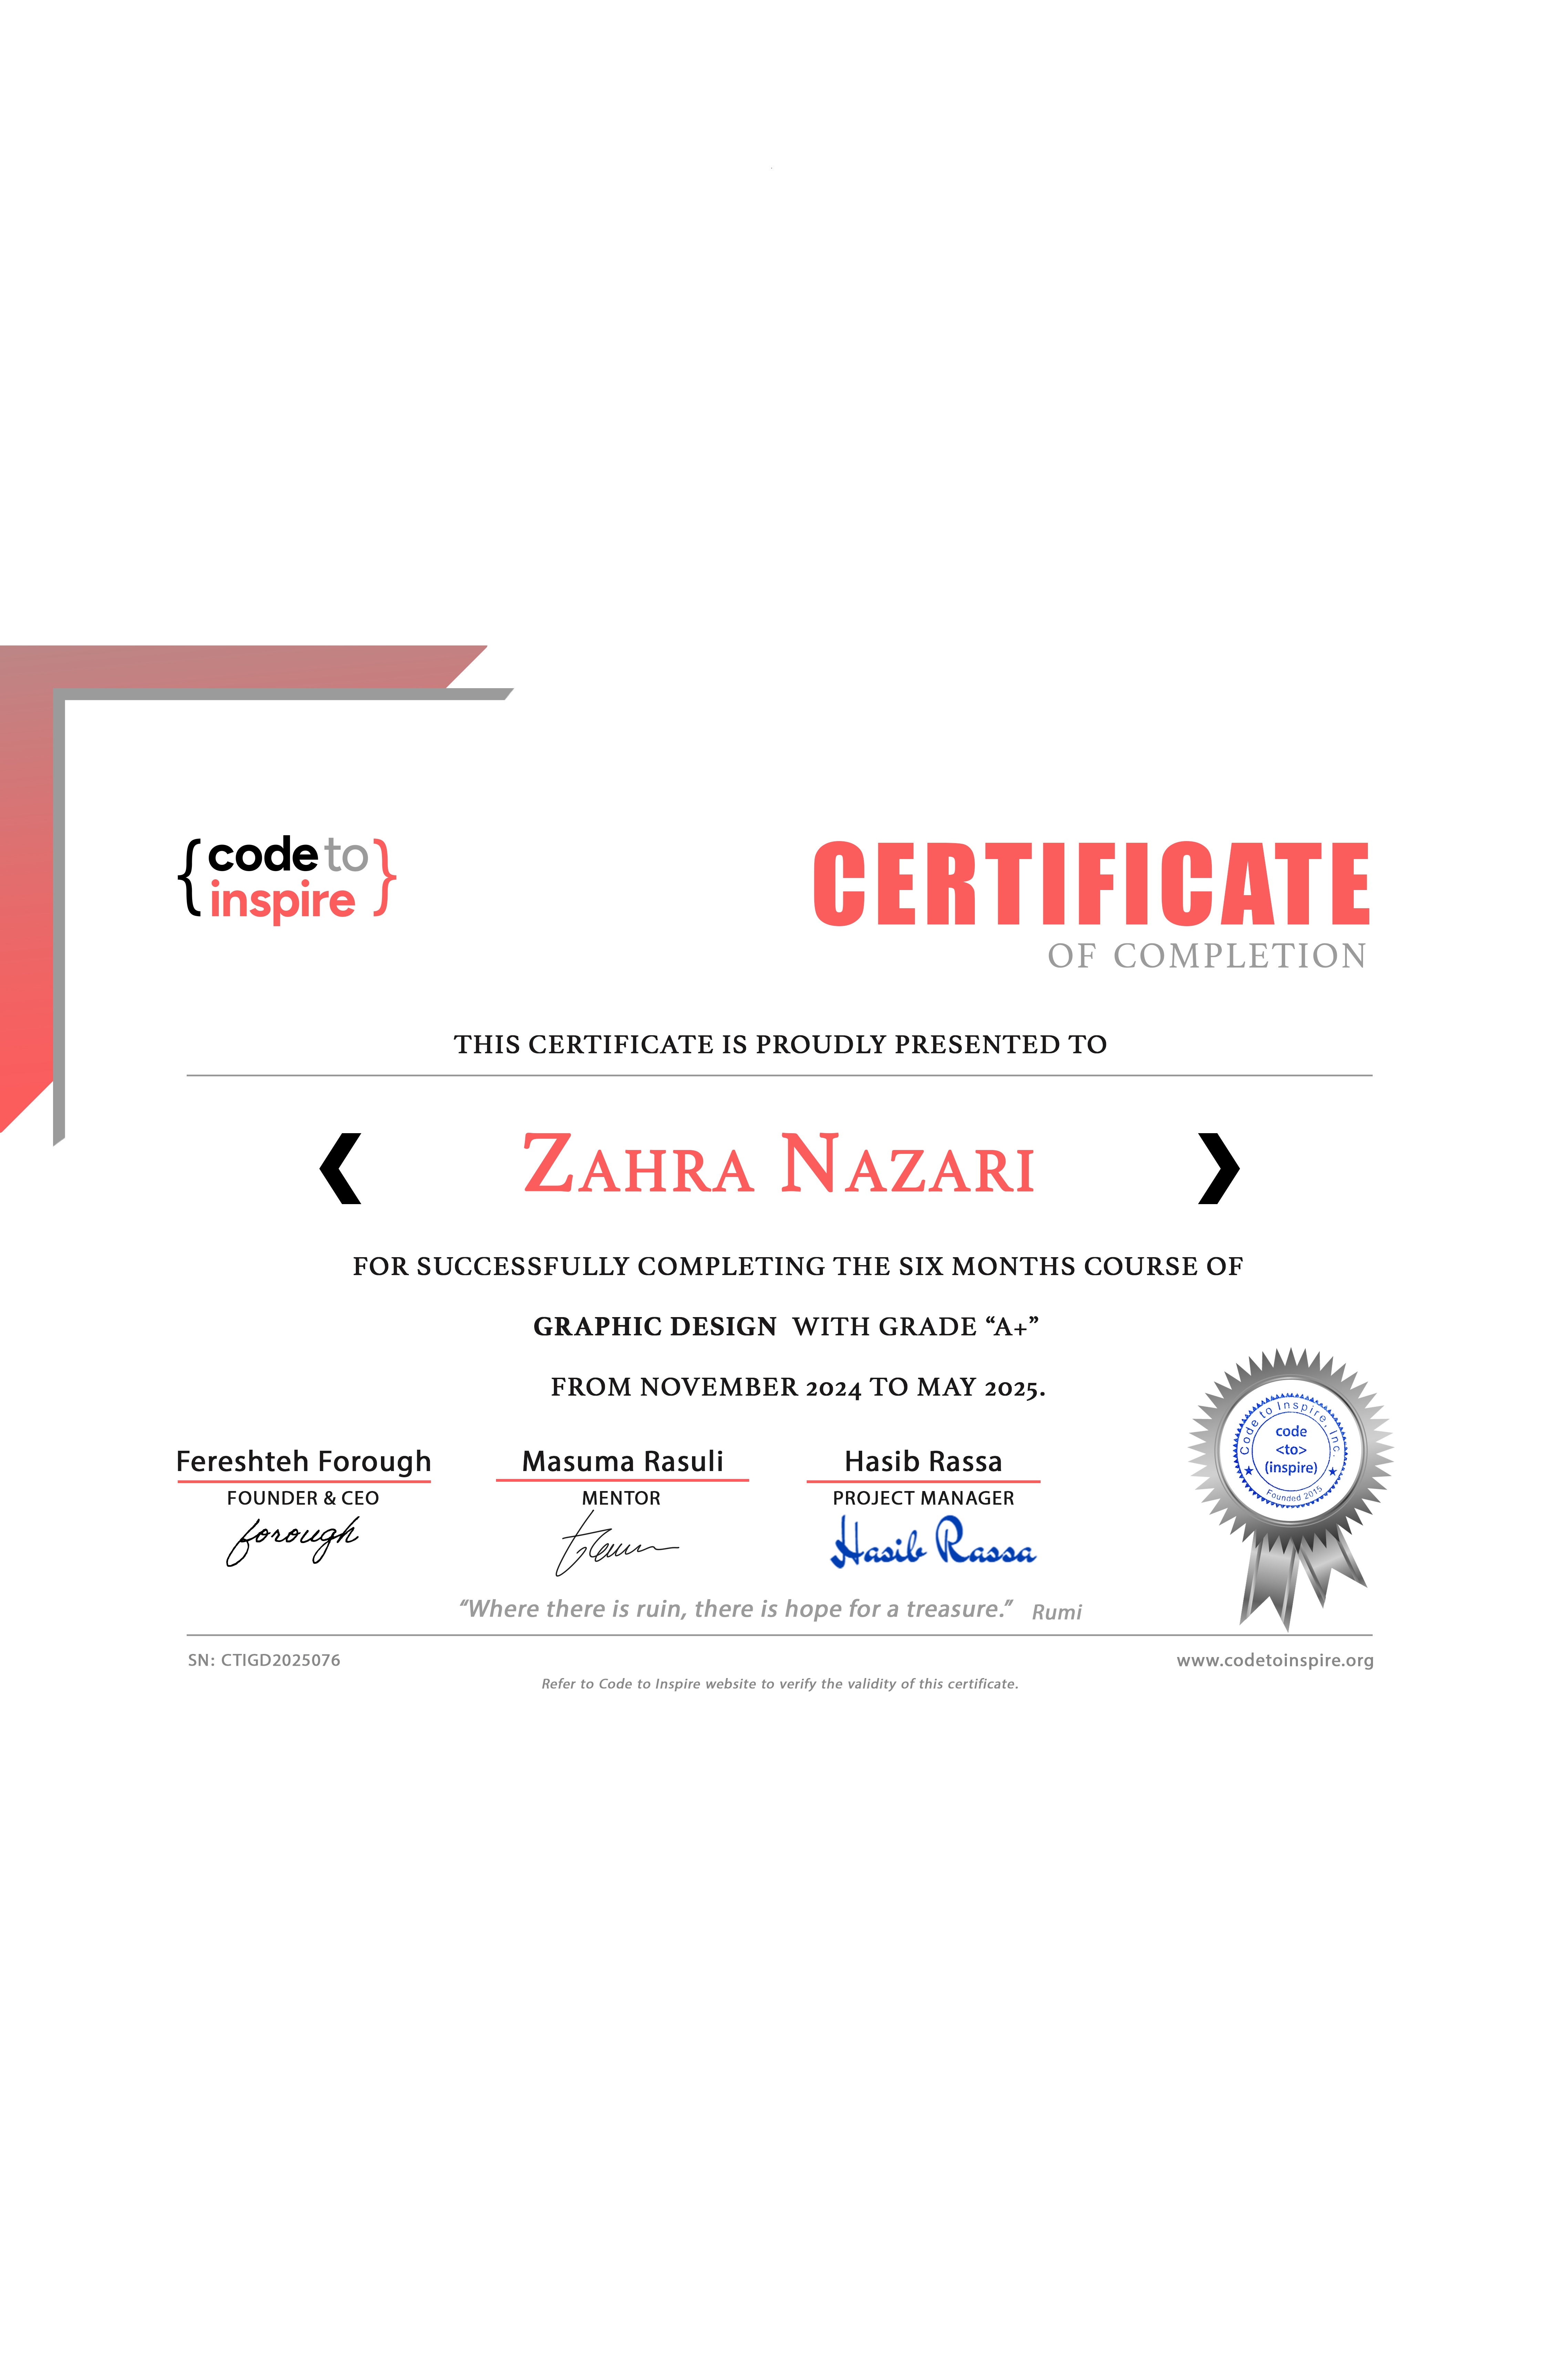 {code to
inspire}
CERTIFICATE
OF COMPLETION
THIS CERTIFICATE IS PROUDLY PRESENTED TO
ZAHRA NAZARI
FOR SUCCESSFULLY COMPLETING THE SIX MONTHS COURSE OF
GRAPHIC DESIGN WITH GRADE “A+”
FROM NOVEMBER 2024 TO MAY 2025.
Fereshteh Forough
FOUNDER & CEO
forough
Masuma Rasuli
MENTOR
Hasib Rassa
PROJECT MANAGER
Hasib Rassa
Code to Inspire, Inc.
code
<to>
(inspire)
Founded 2015
“Where there is ruin, there is hope for a treasure.” Rumi
SN: CTIGD2025076
www.codetoinspire.org
Refer to Code to Inspire website to verify the validity of this certificate.